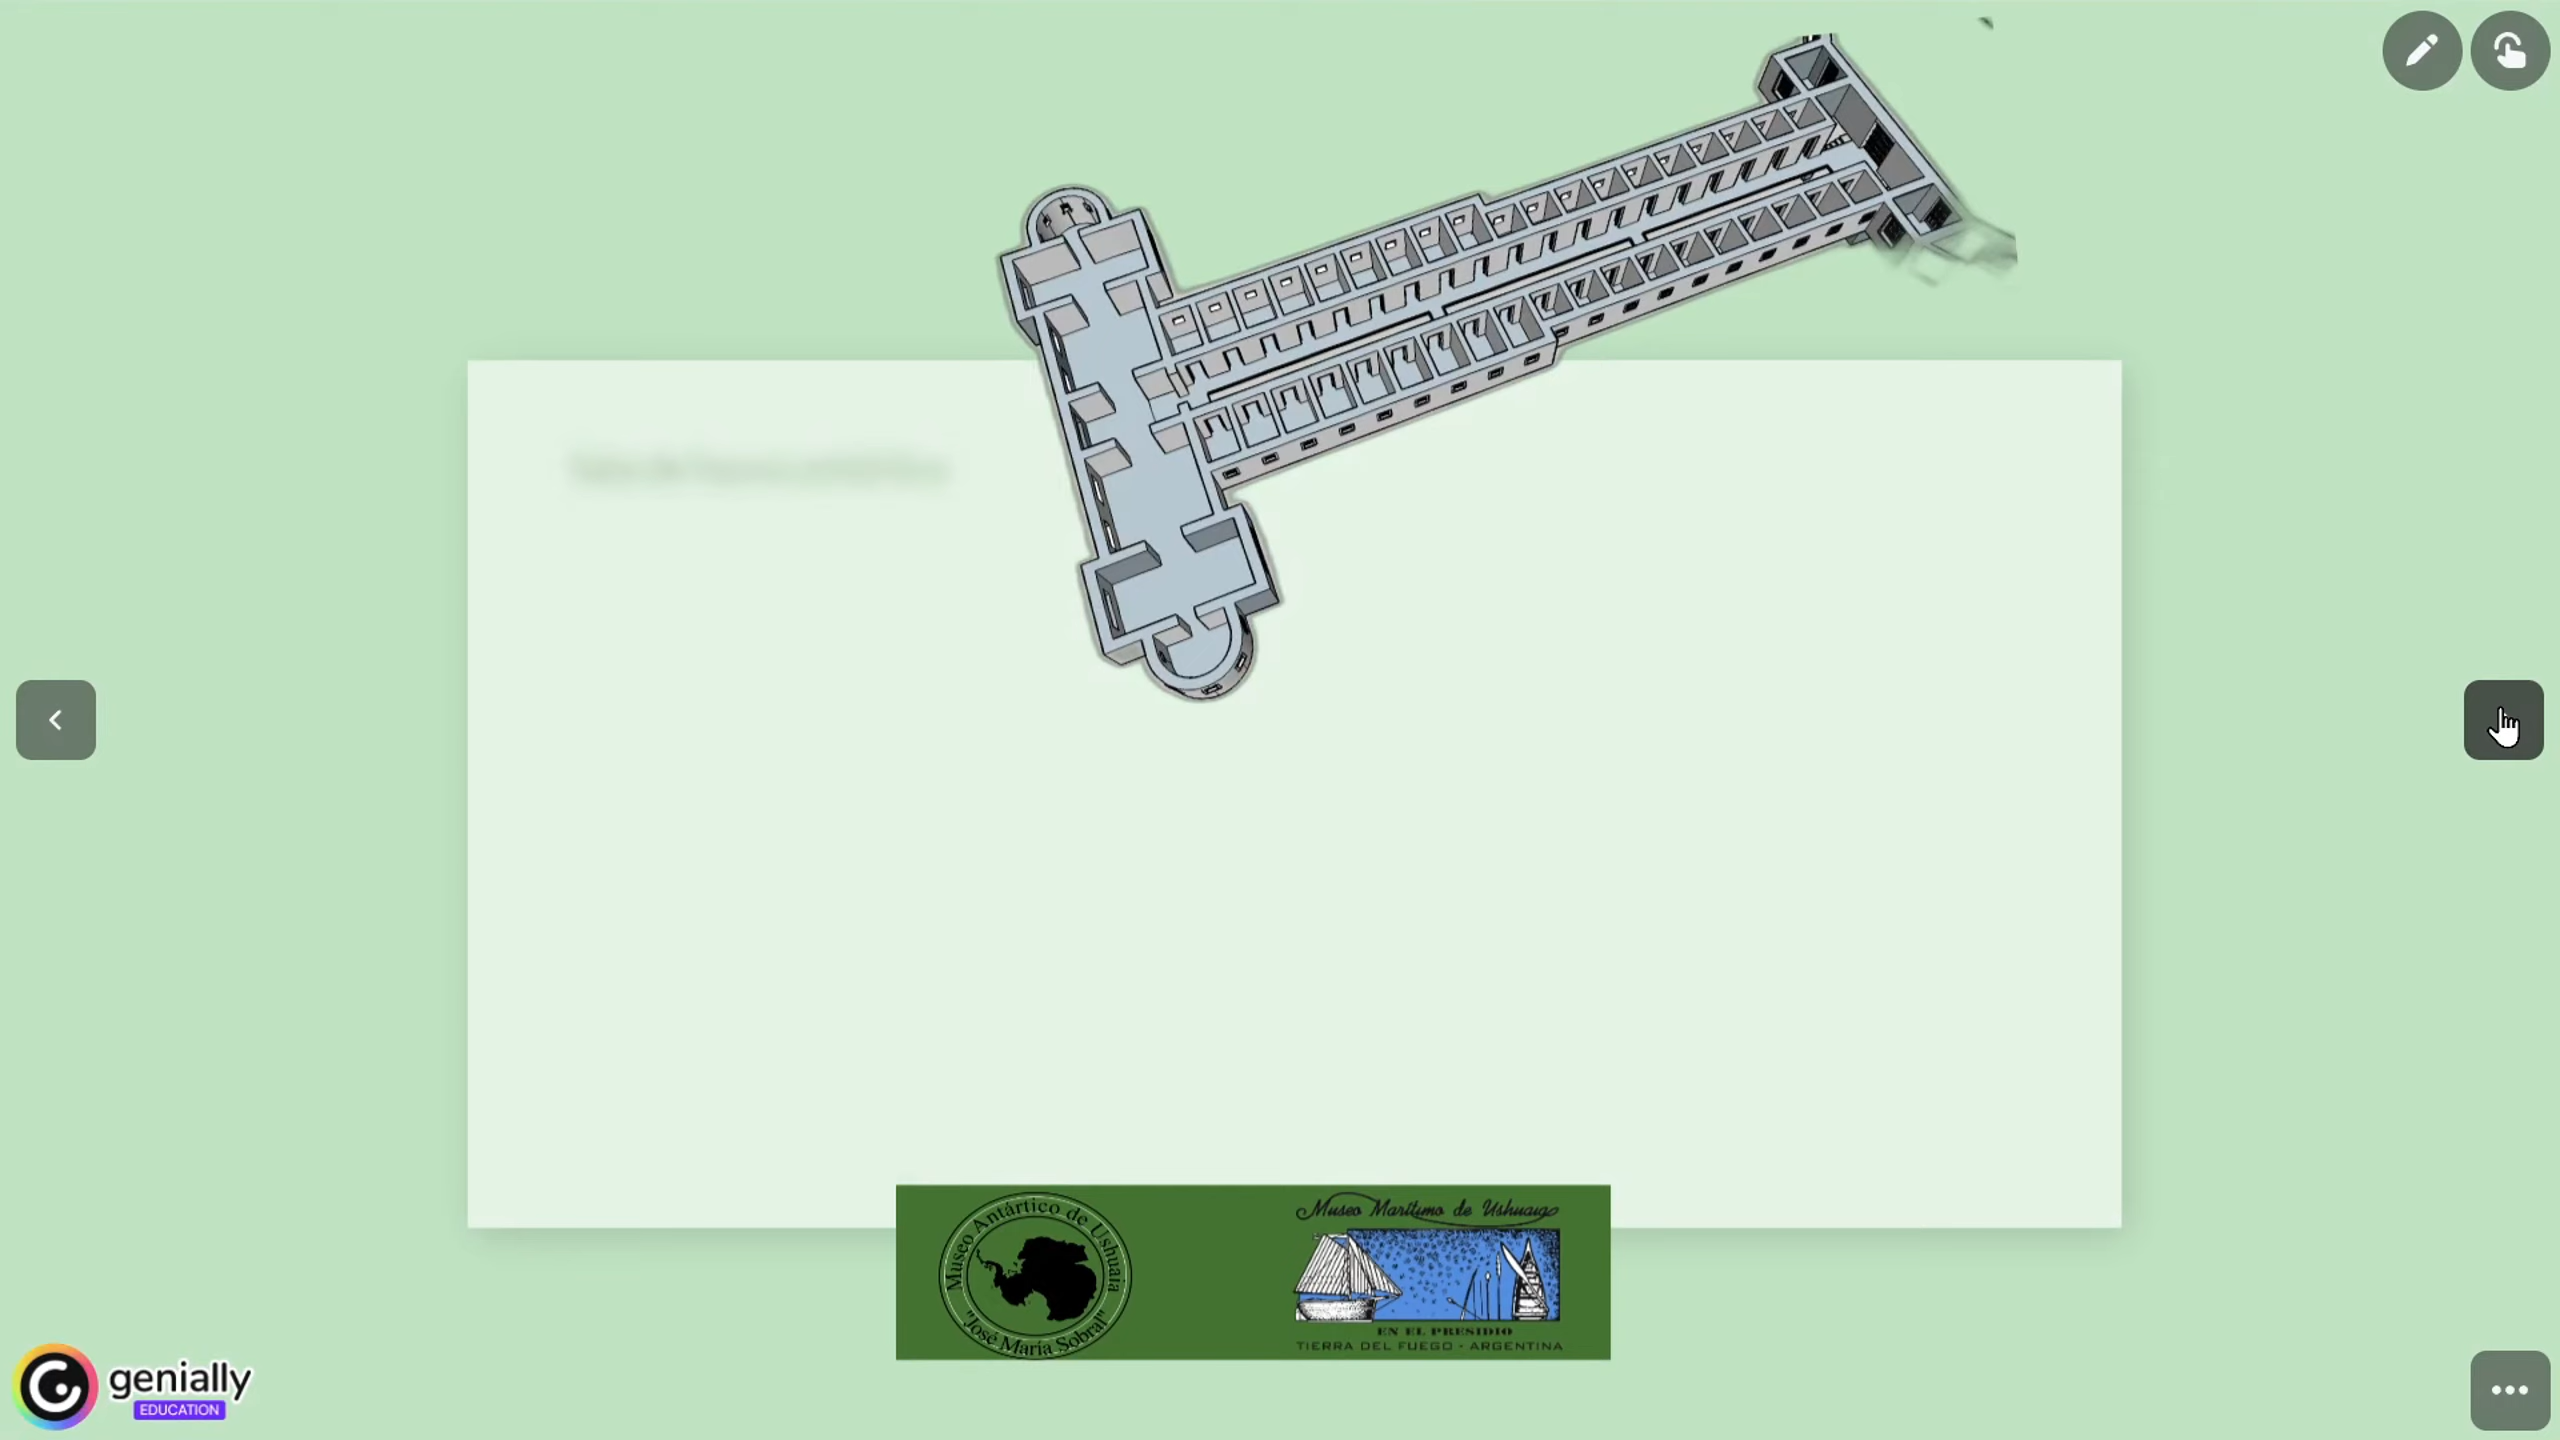 Museo Antártico de Ushuaia
"José María Sobral"
Museo Marítimo de Ushuaia
EN EL PRESIDIO
TIERRA DEL FUEGO - ARGENTINA
genially
EDUCATION